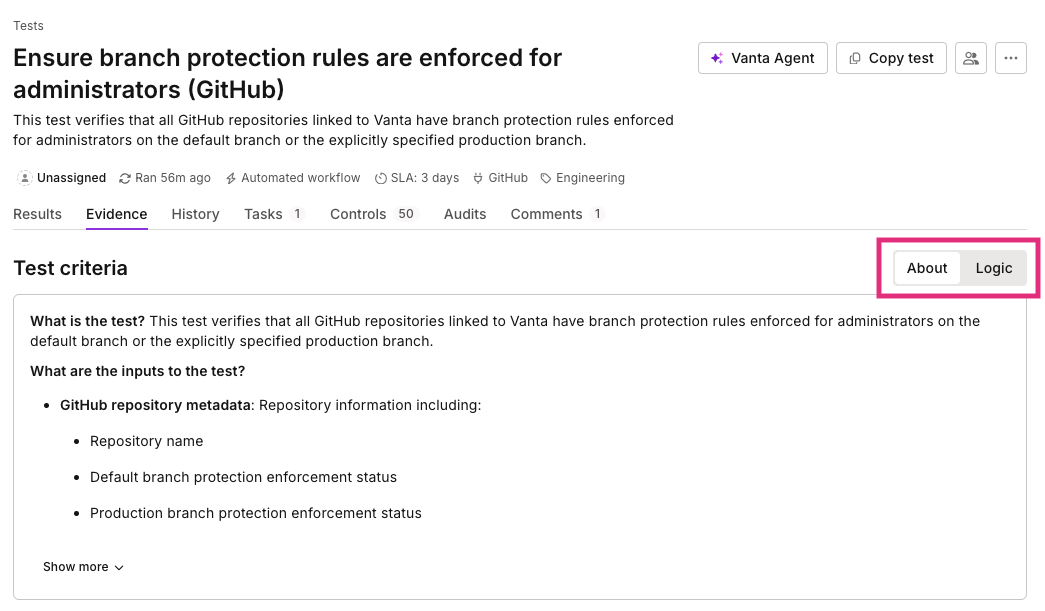 Tests
Ensure branch protection rules are enforced for
administrators (GitHub)
Vanta Agent
Copy test
This test verifies that all GitHub repositories linked to Vanta have branch protection rules enforced
for administrators on the default branch or the explicitly specified production branch.
Unassigned Ran 56m ago Automated workflow SLA: 3 days GitHub Engineering
Results Evidence History Tasks 1 Controls 50 Audits Comments 1
Test criteria
About Logic
What is the test? This test verifies that all GitHub repositories linked to Vanta have branch protection rules enforced for administrators on the
default branch or the explicitly specified production branch.
What are the inputs to the test?
• GitHub repository metadata: Repository information including:
• Repository name
• Default branch protection enforcement status
• Production branch protection enforcement status
Show more